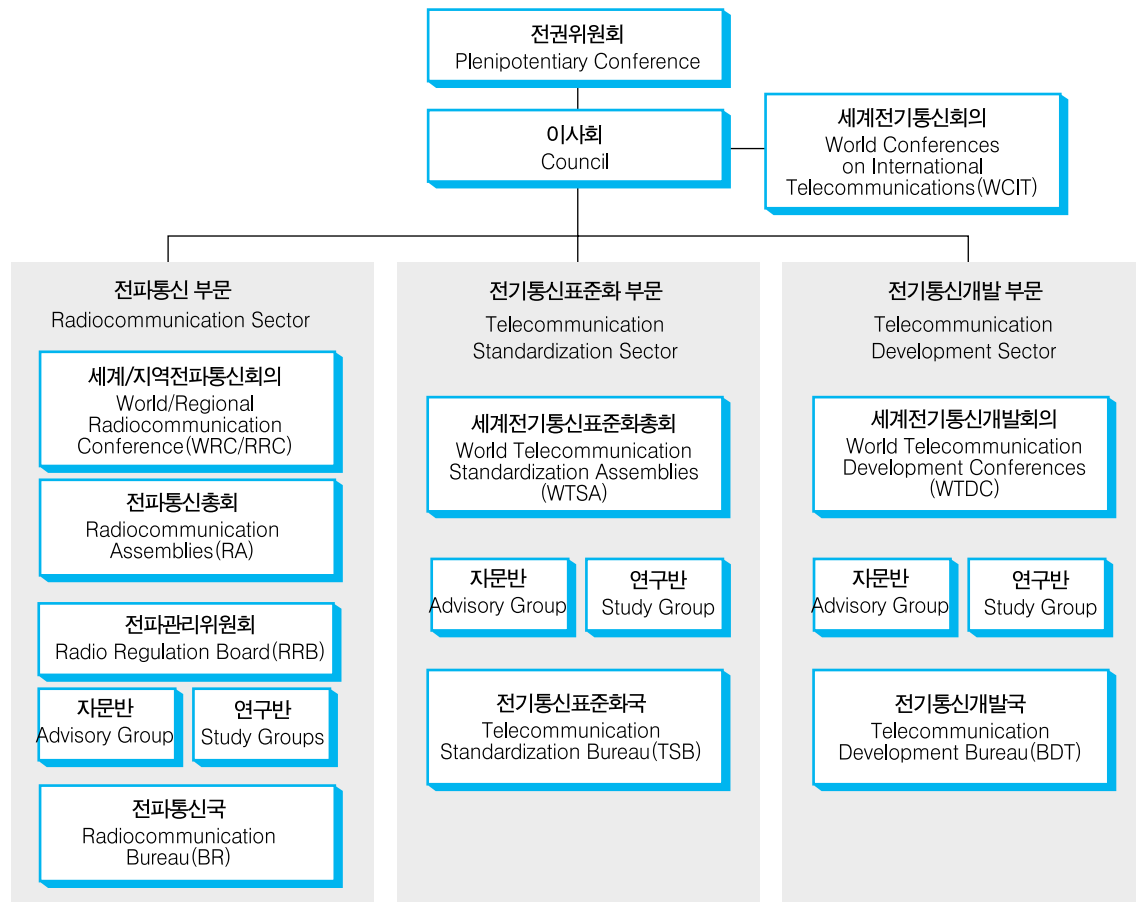 전권위원회
Plenipotentiary Conference
이사회
Council
세계전기통신회의
World Conferences
on International
Telecommunications(WCIT)
전파통신 부문
Radiocommunication Sector
세계/지역전파통신회의
World/Regional
Radiocommunication
Conference(WRC/RRC)
전파통신총회
Radiocommunication
Assemblies(RA)
전파관리위원회
Radio Regulation Board(RRB)
자문반
Advisory Group
연구반
Study Groups
전파통신국
Radiocommunication
Bureau(BR)
전기통신표준화 부문
Telecommunication
Standardization Sector
세계전기통신표준화총회
World Telecommunication
Standardization Assemblies
(WTSA)
자문반
Advisory Group
연구반
Study Group
전기통신표준화국
Telecommunication
Standardization Bureau(TSB)
전기통신개발 부문
Telecommunication
Development Sector
세계전기통신개발회의
World Telecommunication
Development Conferences
(WTDC)
자문반
Advisory Group
연구반
Study Group
전기통신개발국
Telecommunication
Development Bureau(BDT)